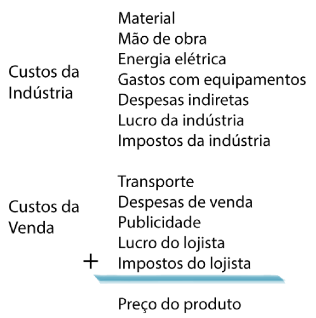 Custos da
Indústria
Material
Mão de obra
Energia elétrica
Gastos com equipamentos
Despesas indiretas
Lucro da indústria
Impostos da indústria
Custos da
Venda
Transporte
Despesas de venda
Publicidade
Lucro do lojista
+ Impostos do lojista
Preço do produto